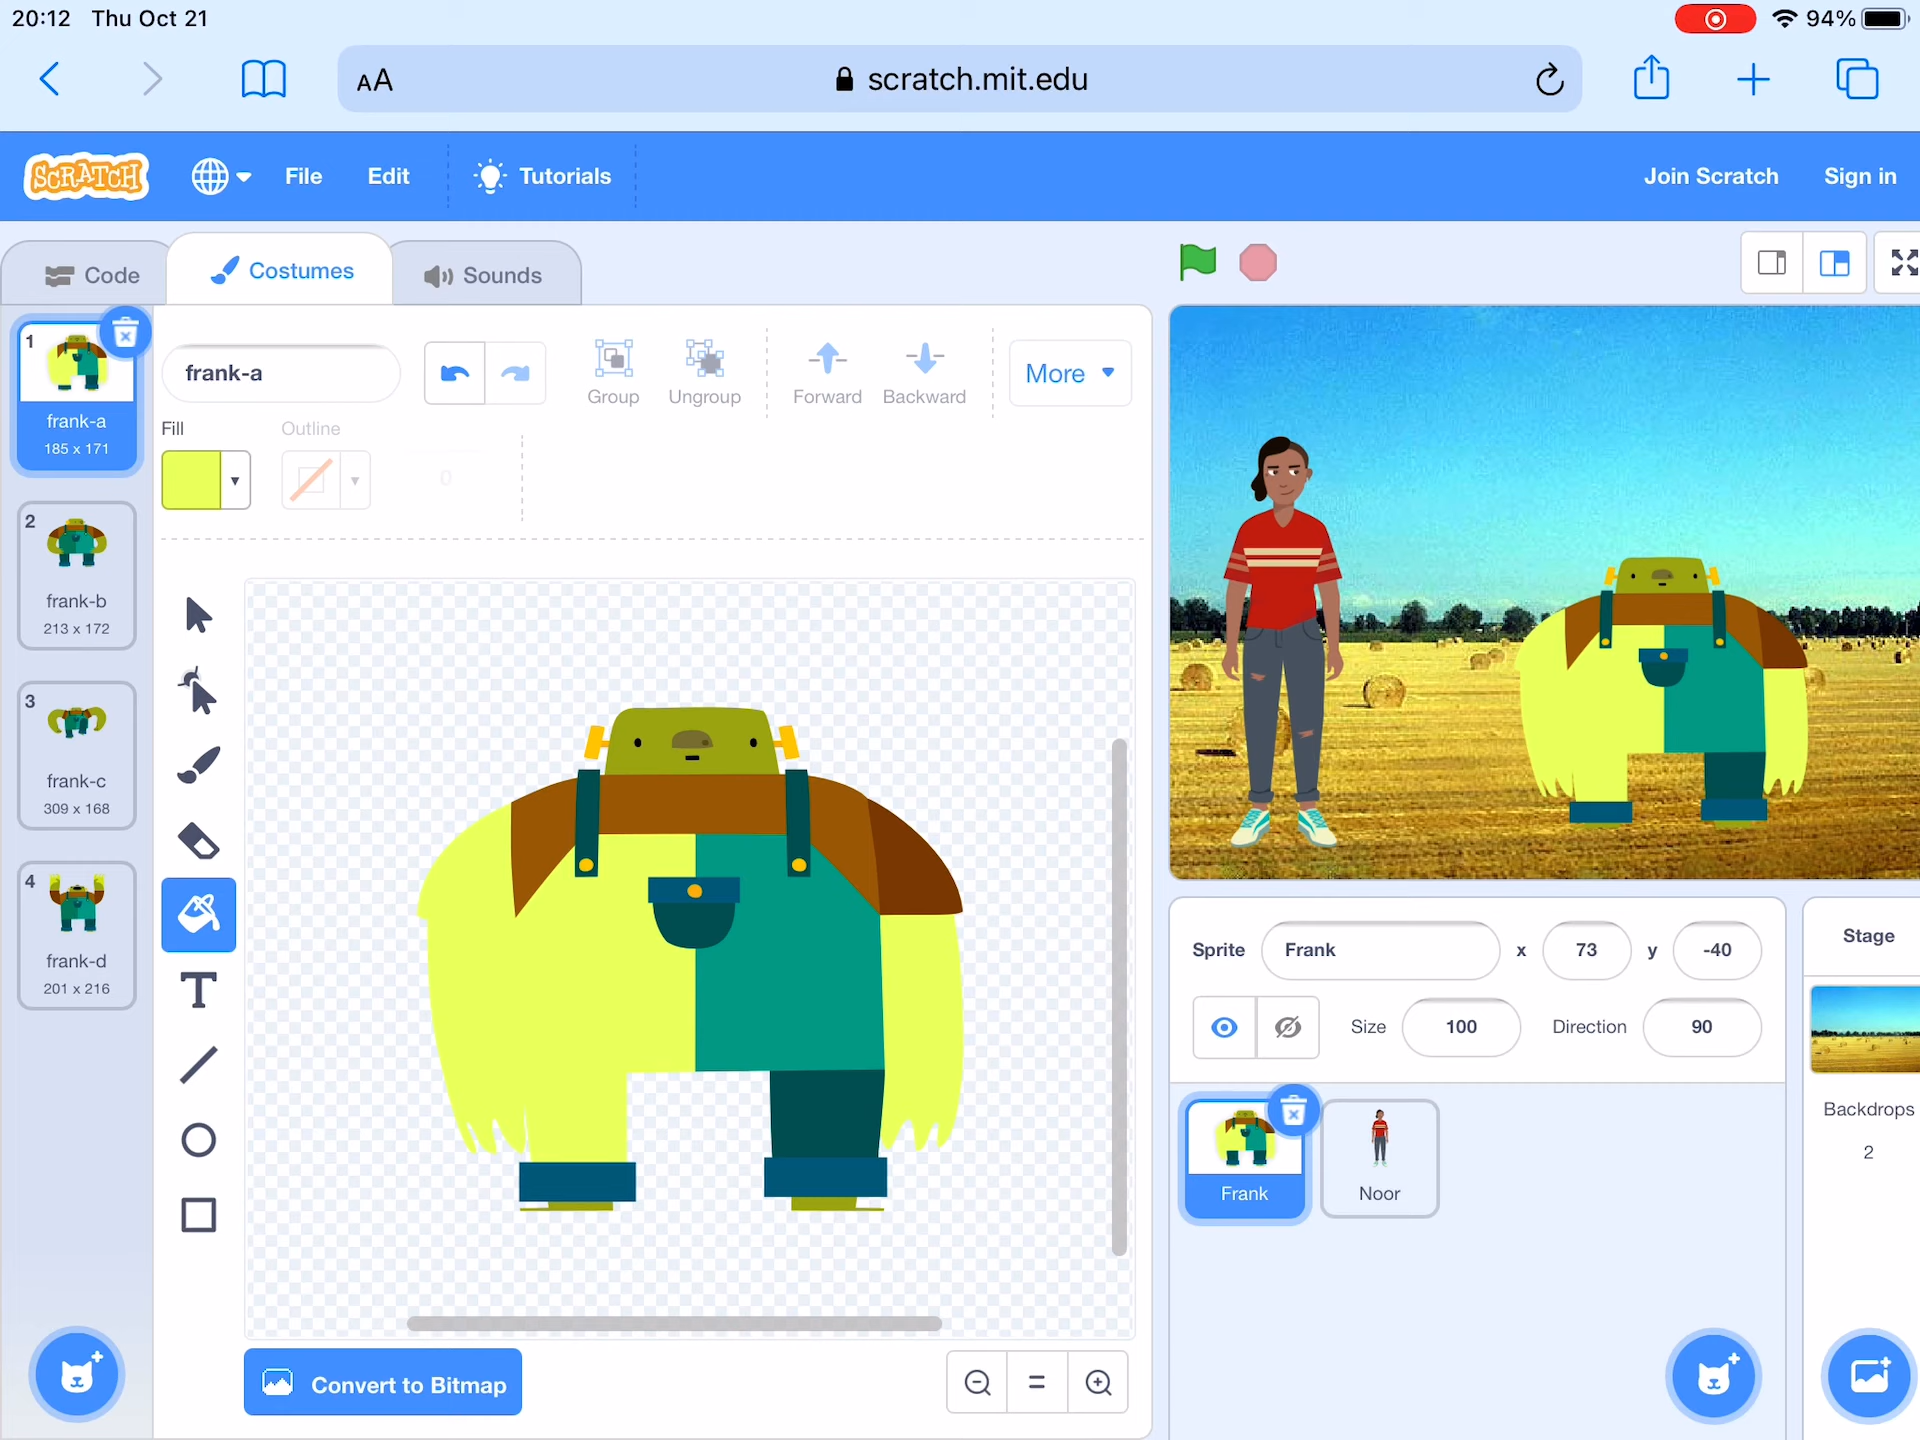 20:12 Thu Oct 21
94%
AA
scratch.mit.edu
SCRATCH
File
Edit
Tutorials
Join Scratch
Sign in
Code
Costumes
Sounds
1
frank-a
185 x 171
2
frank-b
213 x 172
3
frank-c
309 x 168
4
frank-d
201 x 216
frank-a
Group
Ungroup
Forward
Backward
More
Fill
Outline
0
T
Convert to Bitmap
=
Sprite
Frank
x
73
y
-40
Size
100
Direction
90
Frank
Noor
Stage
Backdrops
2